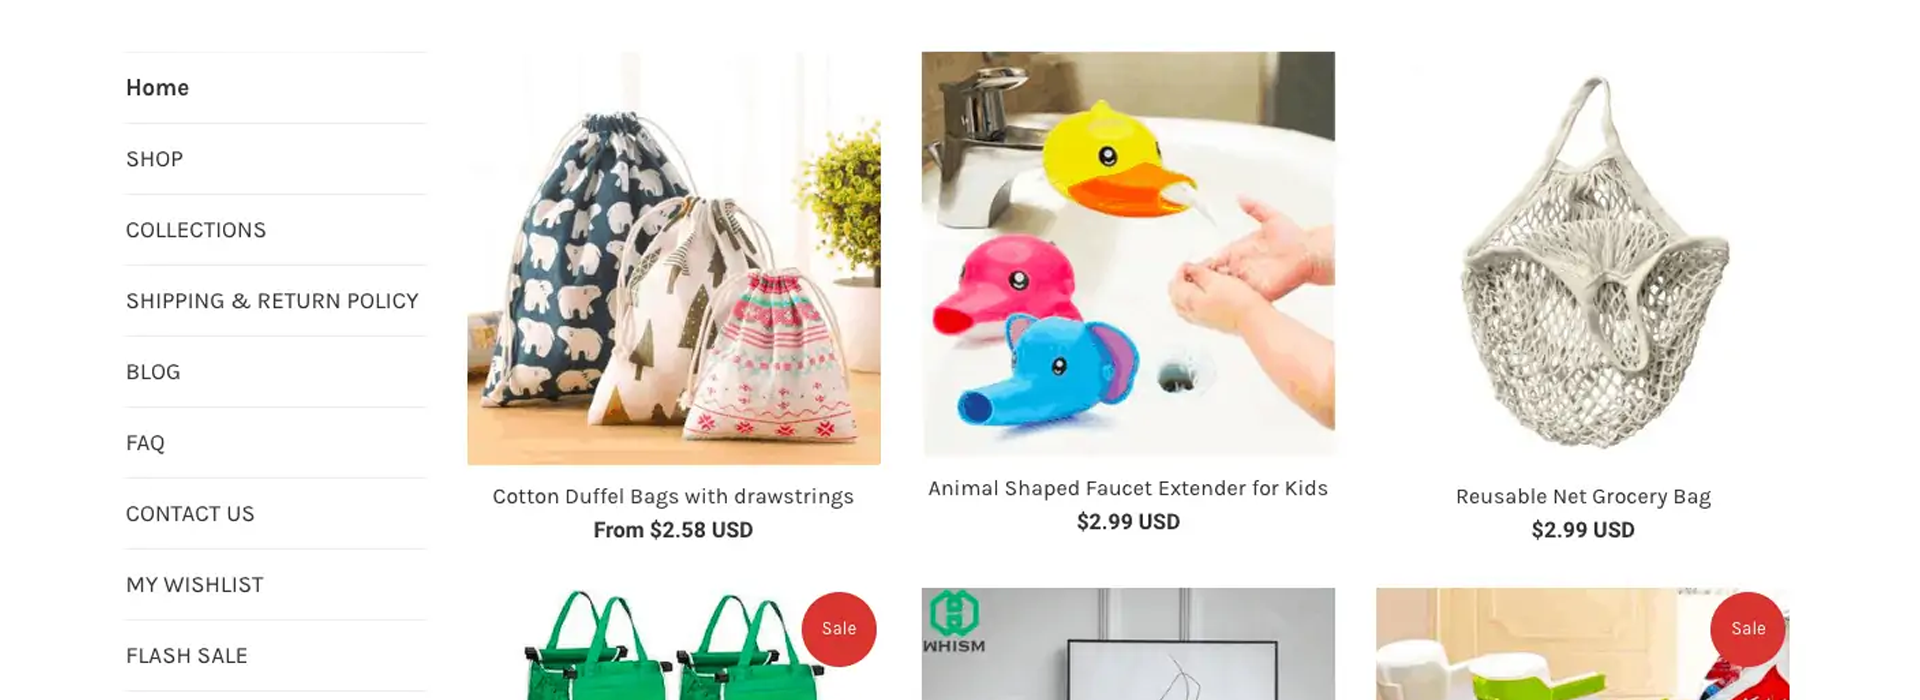 Home
SHOP
COLLECTIONS
SHIPPING & RETURN POLICY
BLOG
FAQ
CONTACT US
MY WISHLIST
FLASH SALE
Cotton Duffel Bags with drawstrings
From $2.58 USD
Animal Shaped Faucet Extender for Kids
$2.99 USD
Reusable Net Grocery Bag
$2.99 USD
Sale
WHISM
Sale